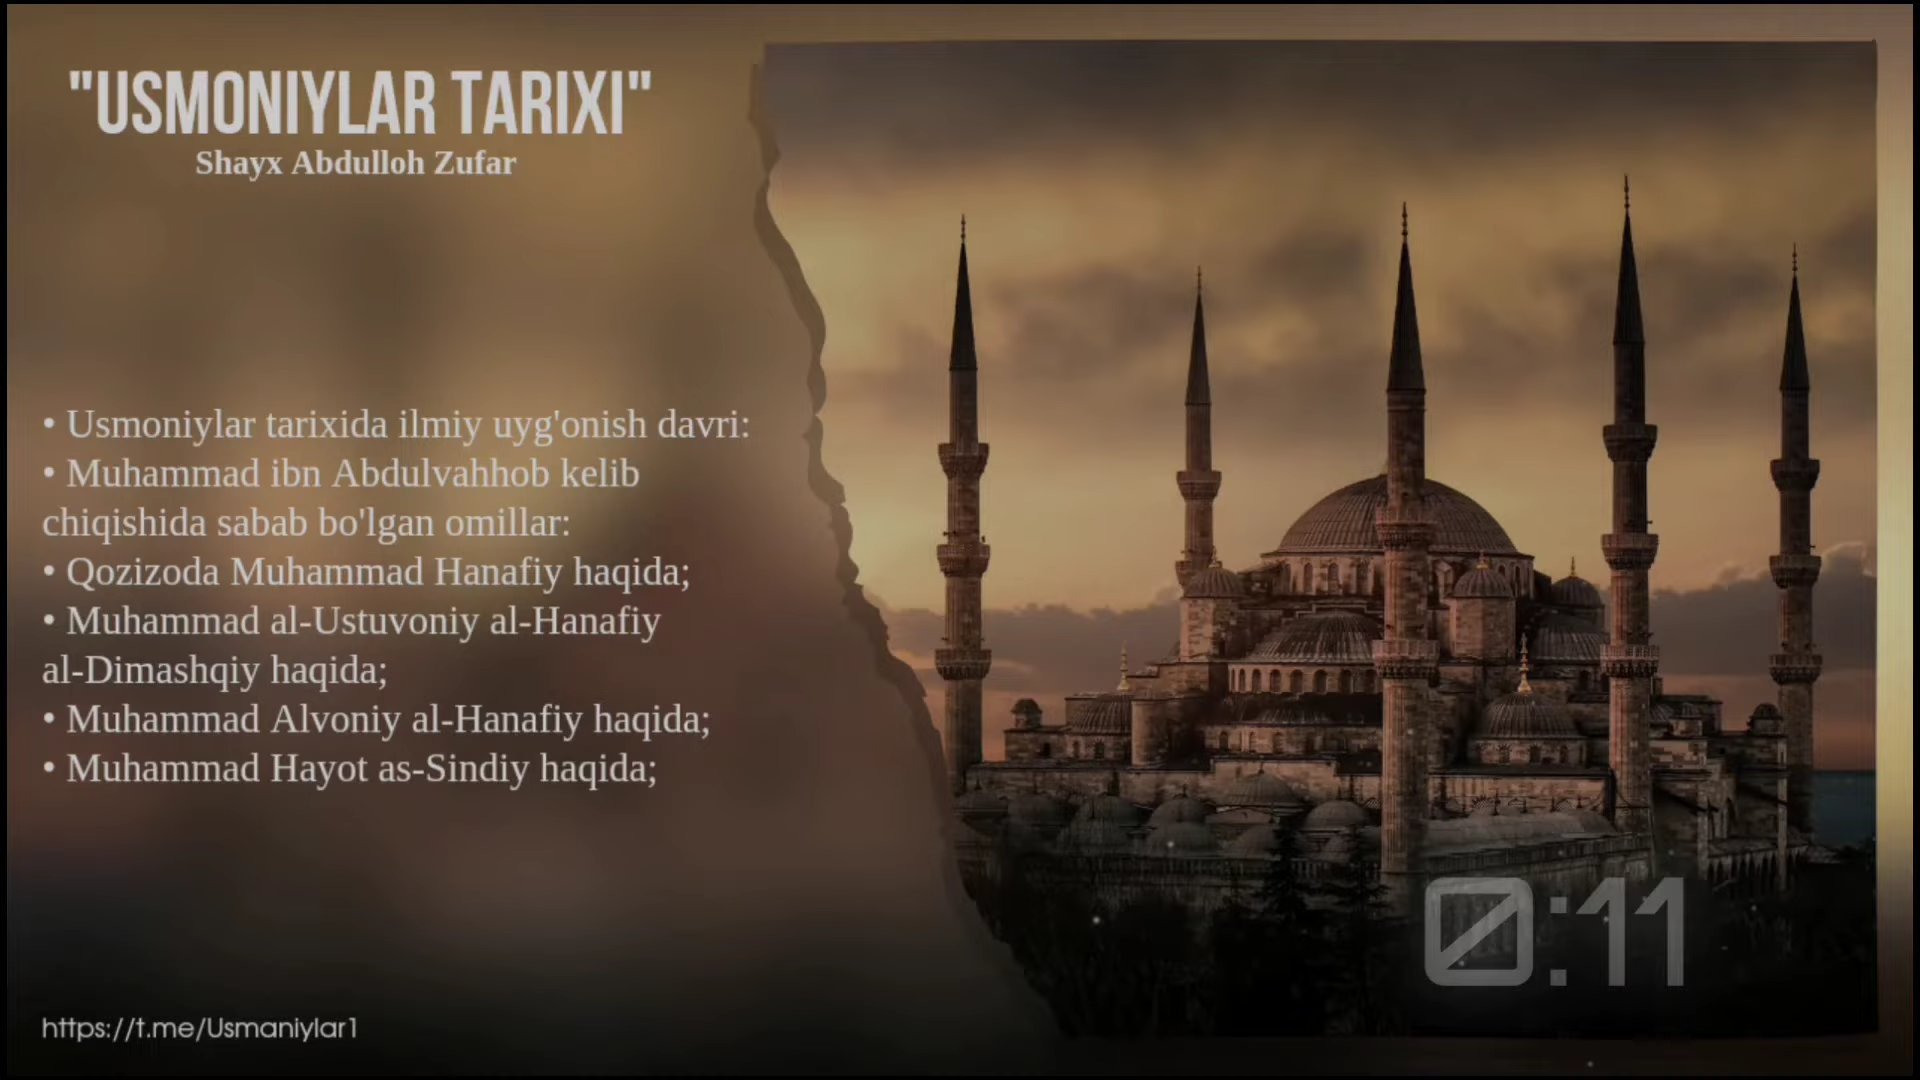 "USMONIYLAR TARIXI"
Shayx Abdulloh Zufar
• Usmoniylar tarixida ilmiy uyg'onish davri:
• Muhammad ibn Abdulvahhob kelib
chiqishida sabab bo'lgan omillar:
• Qozizoda Muhammad Hanafiy haqida;
• Muhammad al-Ustuvoniy al-Hanafiy
al-Dimashqiy haqida;
• Muhammad Alvoniy al-Hanafiy haqida;
• Muhammad Hayot as-Sindiy haqida;
0:11
https://t.me/Usmaniylar1